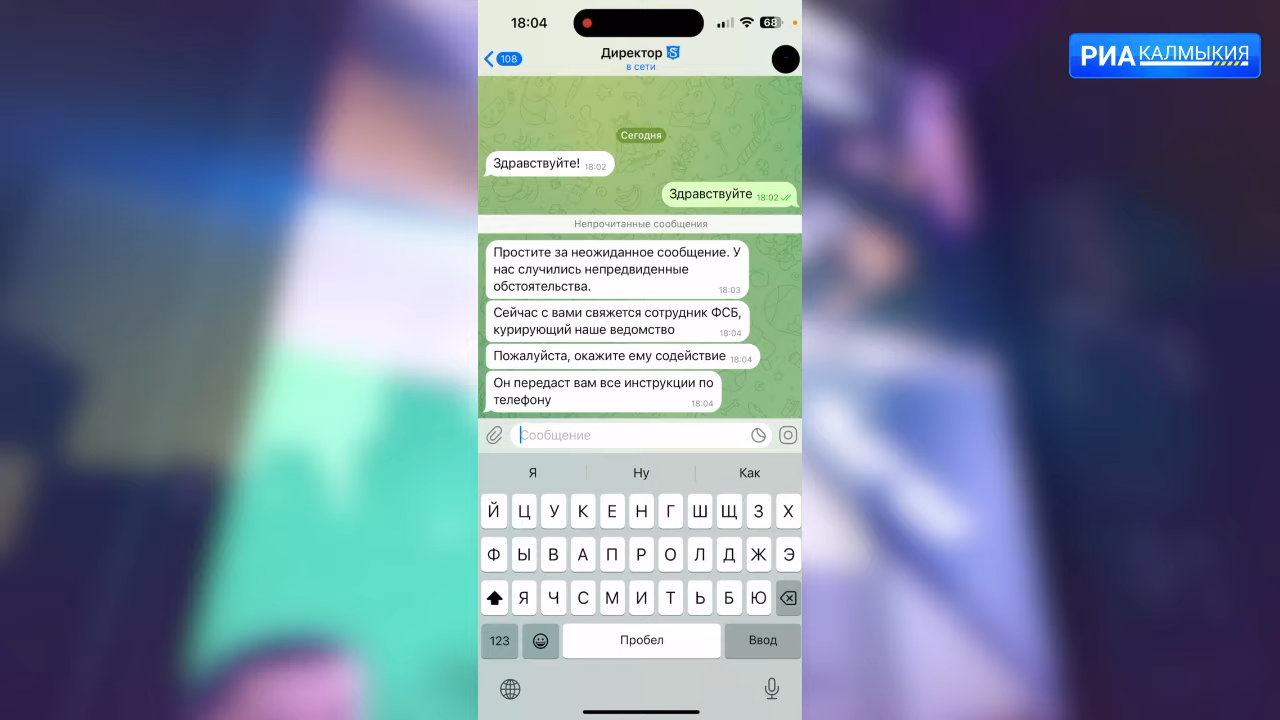 18:04
68
РИА КАЛМЫКИЯ
108
Директор
в сети
Сегодня
Здравствуйте! 18:02
Здравствуйте 18:02
Непрочитанные сообщения
Простите за неожиданное сообщение. У
нас случились непредвиденные
обстоятельства. 18:03
Сейчас с вами свяжется сотрудник ФСБ,
курирующий наше ведомство 18:04
Пожалуйста, окажите ему содействие 18:04
Он передаст вам все инструкции по
телефону 18:04
Сообщение
Я Ну Как
Й Ц У К Е Н Г Ш Щ З Х
Ф Ы В А П Р О Л Д Ж Э
Я Ч С М И Т Ь Б Ю
123 Пробел Ввод